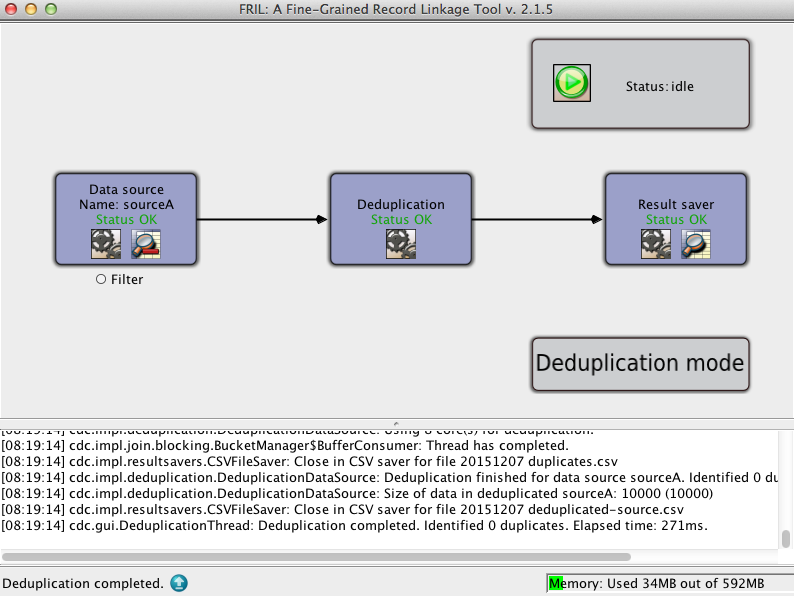 FRIL: A Fine-Grained Record Linkage Tool v. 2.1.5
Status: idle
Data source
Name: sourceA
Status OK
Filter
Deduplication
Status OK
Result saver
Status OK
Deduplication mode
[08:19:14] cdc.impl.deduplication.DeduplicationDataSource: Using 8 core(s) for deduplication.
[08:19:14] cdc.impl.join.blocking.BucketManager$BufferConsumer: Thread has completed.
[08:19:14] cdc.impl.resultsavers.CSVFileSaver: Close in CSV saver for file 20151207 duplicates.csv
[08:19:14] cdc.impl.deduplication.DeduplicationDataSource: Deduplication finished for data source sourceA. Identified 0 du
[08:19:14] cdc.impl.deduplication.DeduplicationDataSource: Size of data in deduplicated sourceA: 10000 (10000)
[08:19:14] cdc.impl.resultsavers.CSVFileSaver: Close in CSV saver for file 20151207 deduplicated-source.csv
[08:19:14] cdc.gui.DeduplicationThread: Deduplication completed. Identified 0 duplicates. Elapsed time: 271ms.
Deduplication completed.
Memory: Used 34MB out of 592MB